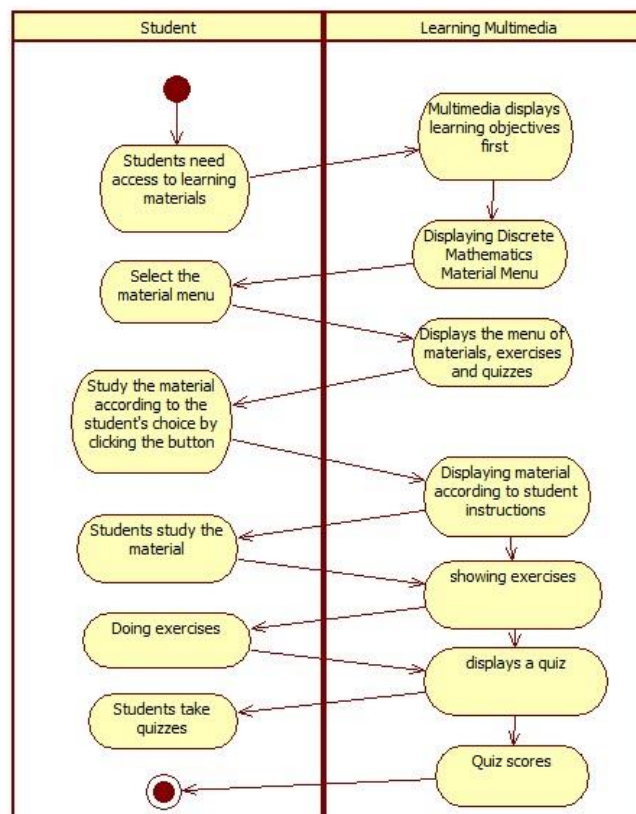 Student
Learning Multimedia
Students need
access to learning
materials
Multimedia displays
learning objectives
first
Displaying Discrete
Mathematics
Material Menu
Select the
material menu
Displays the menu of
materials, exercises
and quizzes
Study the material
according to the
student's choice by
clicking the button
Displaying material
according to student
instructions
Students study the
material
showing exercises
Doing exercises
displays a quiz
Students take
quizzes
Quiz scores